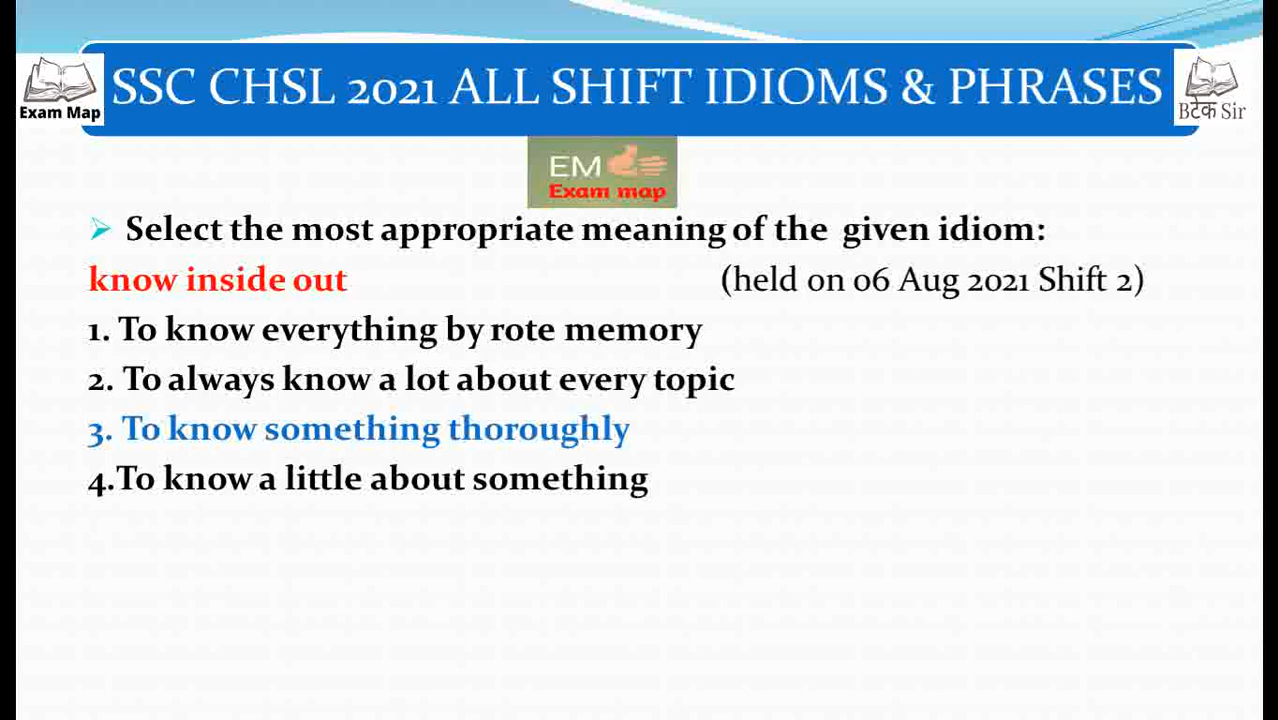 SSC CHSL 2021 ALL SHIFT IDIOMS & PHRASES
Exam Map
Bटेक Sir
EM
Exam map
Select the most appropriate meaning of the given idiom:
know inside out (held on 06 Aug 2021 Shift 2)
1. To know everything by rote memory
2. To always know a lot about every topic
3. To know something thoroughly
4.To know a little about something